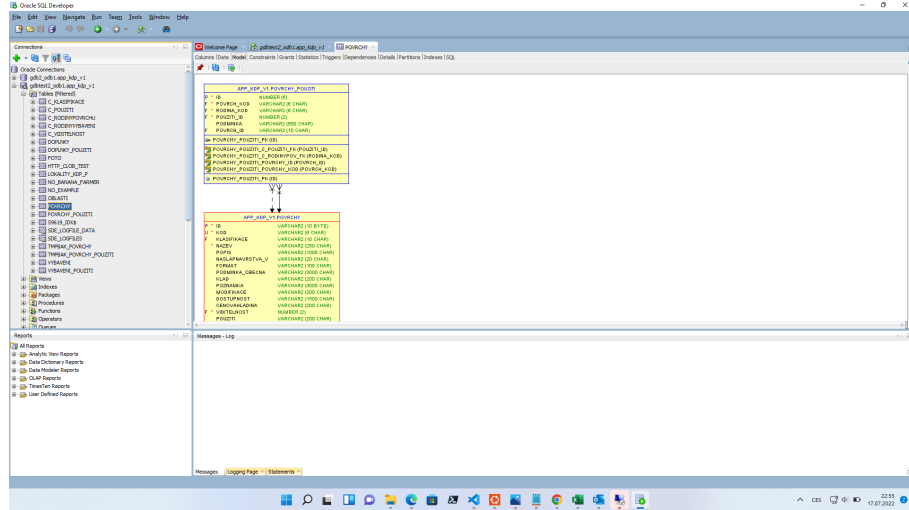 Oracle SQL Developer
File Edit View Navigate Run Team Tools Window Help
Connections
Oracle Connections
gdb2_odb1.app_kdp_v1
gdbtest2_odb1.app_kdp_v1
Tables (Filtered)
C_KLASIFIKACE
C_POUZITI
C_RODINYPOVRCHU
C_RODINYVYBAVENI
C_VIDITELNOST
DOPLNKY
DOPLNKY_POUZITI
FOTO
HTTP_CLOB_TEST
LOKALITY_KDP_P
NO_BANANA_FARMER
NO_EXAMPLE
OBLASTI
POVRCHY
POVRCHY_POUZITI
S9619_IDX$
SDE_LOGFILE_DATA
SDE_LOGFILES
TMPBAK_POVRCHY
TMPBAK_POVRCHY_POUZITI
VYBAVENI
VYBAVENI_POUZITI
Views
Indexes
Packages
Procedures
Functions
Operators
Queues
Reports
All Reports
Analytic View Reports
Data Dictionary Reports
Data Modeler Reports
OLAP Reports
TimesTen Reports
User Defined Reports
Welcome Page gdbtest2_odb1.app_kdp_v1 POVRCHY
Columns Data Model Constraints Grants Statistics Triggers Dependencies Details Partitions Indexes SQL
APP_KDP_V1.POVRCHY_POUZITI
P * ID NUMBER (6)
F * POVRCH_KOD VARCHAR2 (6 CHAR)
F * RODINA_KOD VARCHAR2 (6 CHAR)
F * POUZITI_ID NUMBER (2)
PODMINKA VARCHAR2 (600 CHAR)
F POVRCH_ID VARCHAR2 (10 CHAR)
POVRCHY_POUZITI_PK (ID)
POVRCHY_POUZITI_C_POUZITI_FK (POUZITI_ID)
POVRCHY_POUZITI_C_RODINYPOV_FK (RODINA_KOD)
POVRCHY_POUZITI_POVRCHY_ID (POVRCH_ID)
POVRCHY_POUZITI_POVRCHY_KOD (POVRCH_KOD)
POVRCHY_POUZITI_PK (ID)
APP_KDP_V1.POVRCHY
P * ID VARCHAR2 (10 BYTE)
U * KOD VARCHAR2 (6 CHAR)
F KLASIFIKACE VARCHAR2 (10 CHAR)
* NAZEV VARCHAR2 (250 CHAR)
POPIS VARCHAR2 (1000 CHAR)
NASLAPNAVRSTVA_V VARCHAR2 (20 CHAR)
FORMAT VARCHAR2 (100 CHAR)
PODMINKA_OBECNA VARCHAR2 (3000 CHAR)
KLAD VARCHAR2 (200 CHAR)
POZNAMKA VARCHAR2 (3000 CHAR)
MODIFIKACE VARCHAR2 (200 CHAR)
DOSTUPNOST VARCHAR2 (1500 CHAR)
CENOVAHLADINA VARCHAR2 (200 CHAR)
F * VIDITELNOST NUMBER (2)
POUZITI VARCHAR2 (200 CHAR)
Messages - Log
Messages Logging Page Statements
CES
22:55
17.07.2022
2